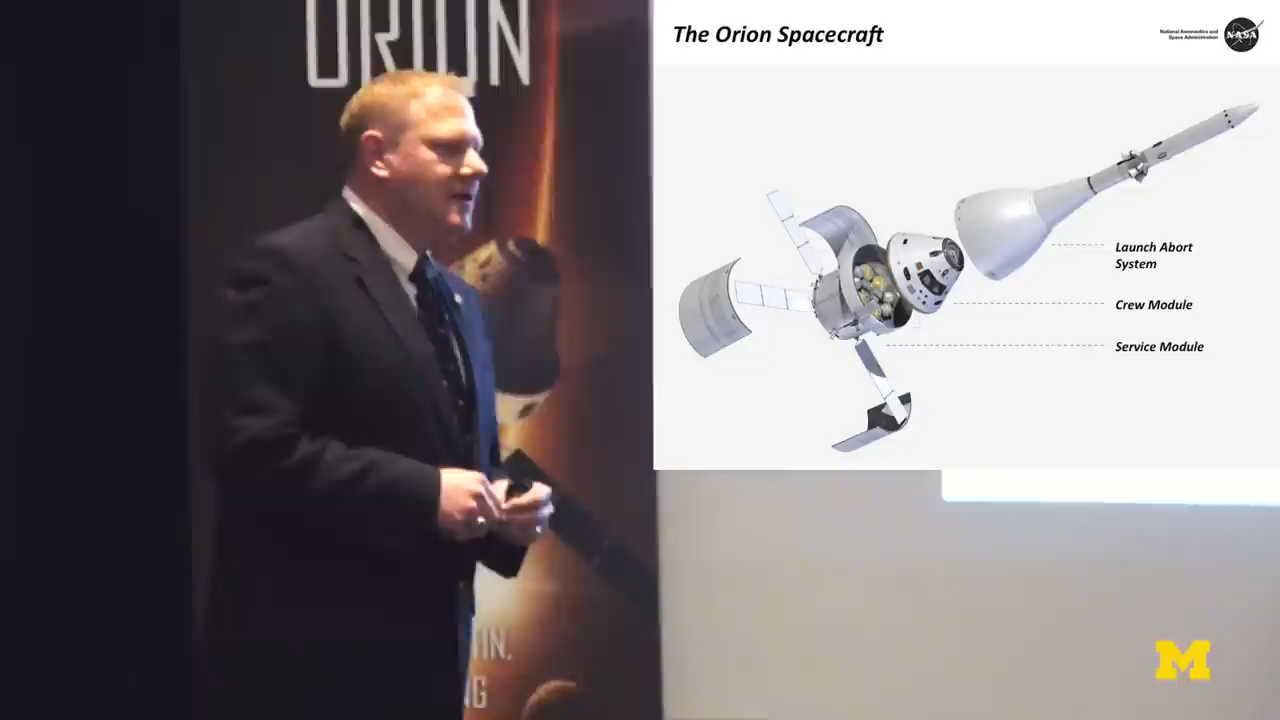 ORION
The Orion Spacecraft
National Aeronautics and
Space Administration
NASA
Launch Abort
System
Crew Module
Service Module
M